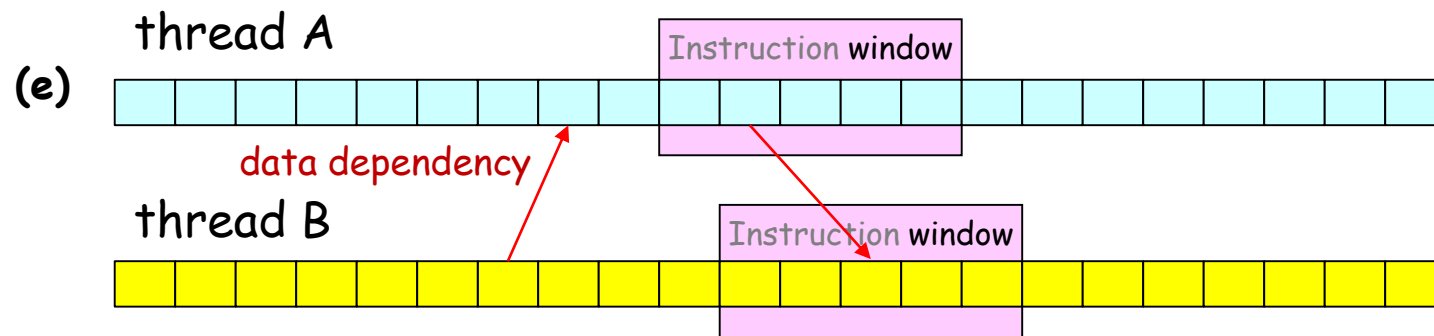 thread A
Instruction window
(e)
data dependency
thread B
Instruction window